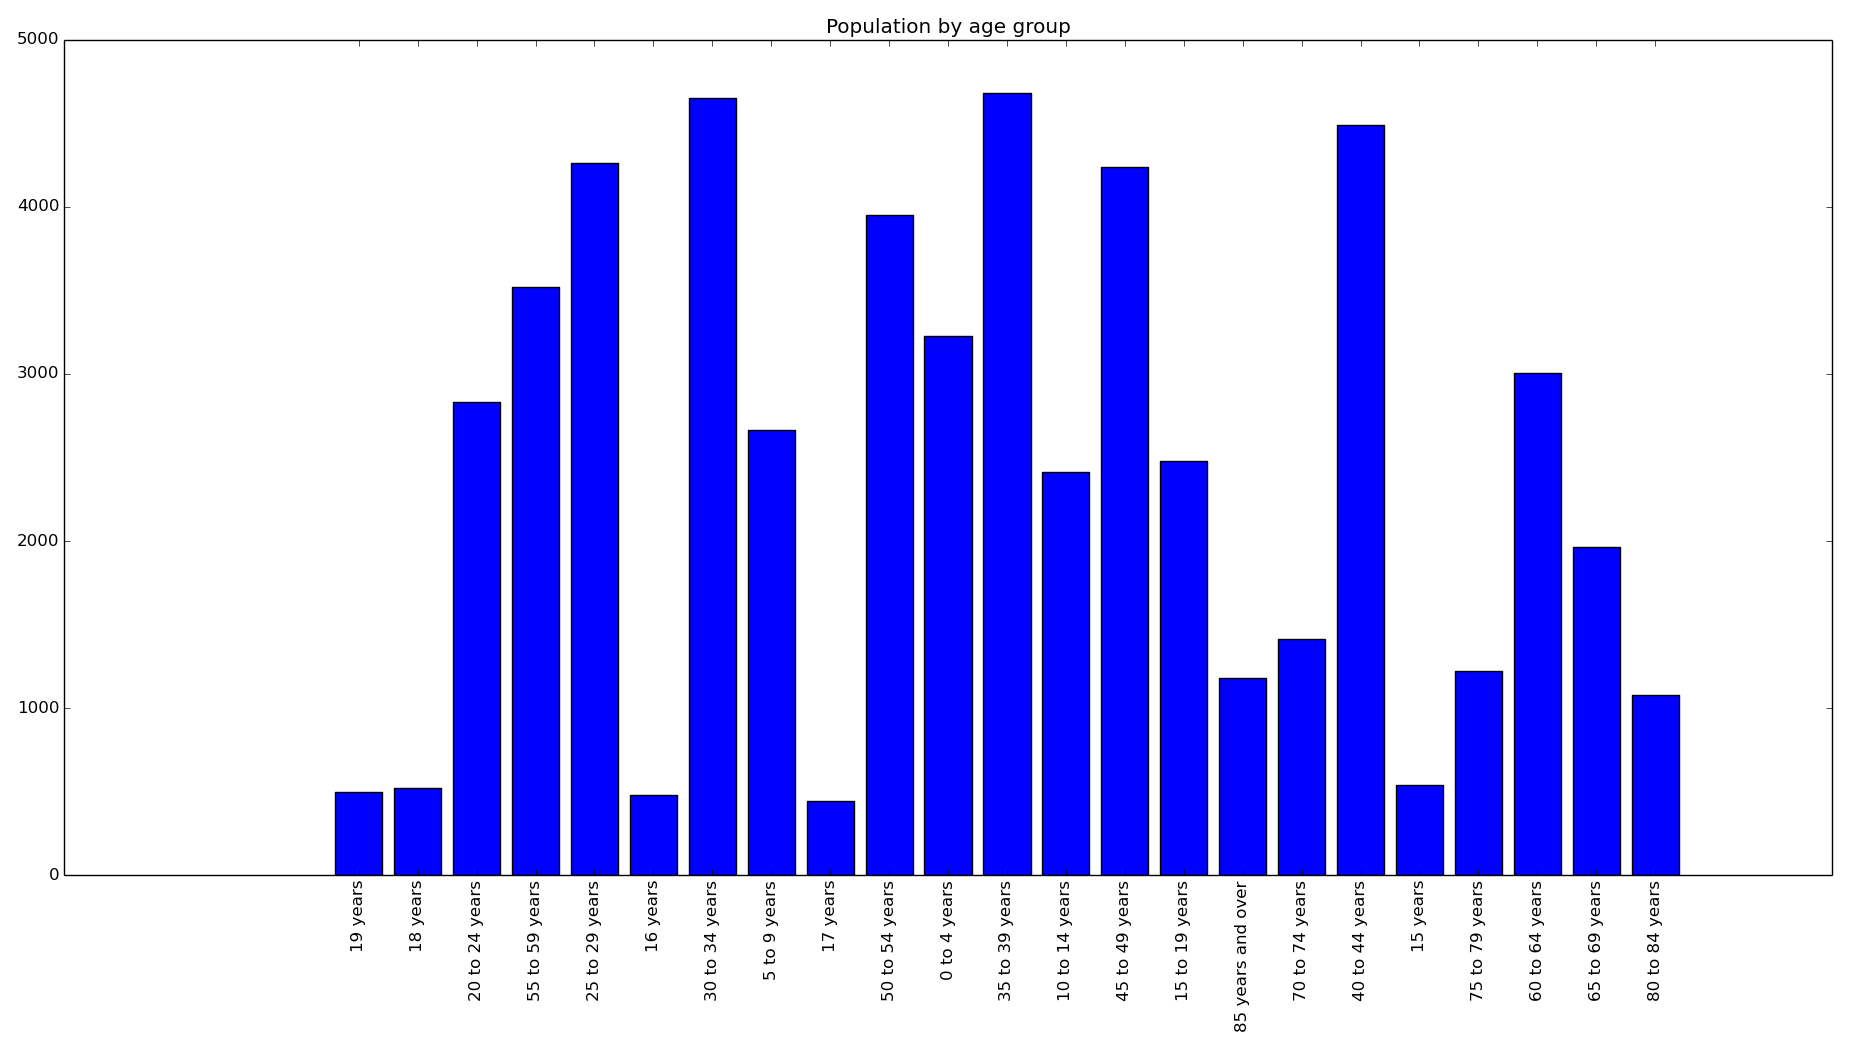 Population by age group
5000
4000
3000
2000
1000
0
19 years
18 years
20 to 24 years
55 to 59 years
25 to 29 years
16 years
30 to 34 years
5 to 9 years
17 years
50 to 54 years
0 to 4 years
35 to 39 years
10 to 14 years
45 to 49 years
15 to 19 years
85 years and over
70 to 74 years
40 to 44 years
15 years
75 to 79 years
60 to 64 years
65 to 69 years
80 to 84 years